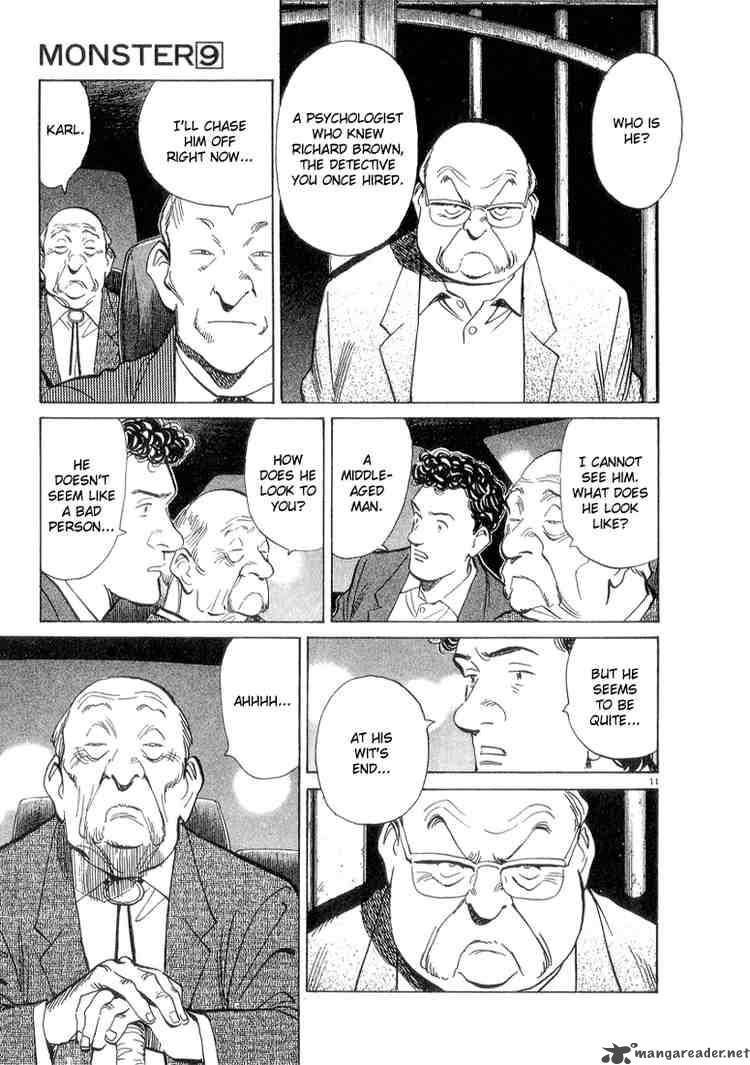 MONSTER 9
WHO IS
HE?
A PSYCHOLOGIST
WHO KNEW
RICHARD BROWN,
THE DETECTIVE
YOU ONCE HIRED.
I'LL CHASE
HIM OFF
RIGHT NOW...
KARL.
I CANNOT
SEE HIM.
WHAT DOES
HE LOOK
LIKE?
A
MIDDLE-
AGED
MAN.
HOW
DOES HE
LOOK TO
YOU?
HE
DOESN'T
SEEM LIKE
A BAD
PERSON...
BUT HE
SEEMS
TO BE
QUITE...
AT HIS
WIT'S
END...
AHHHH...
11
mangareader.net